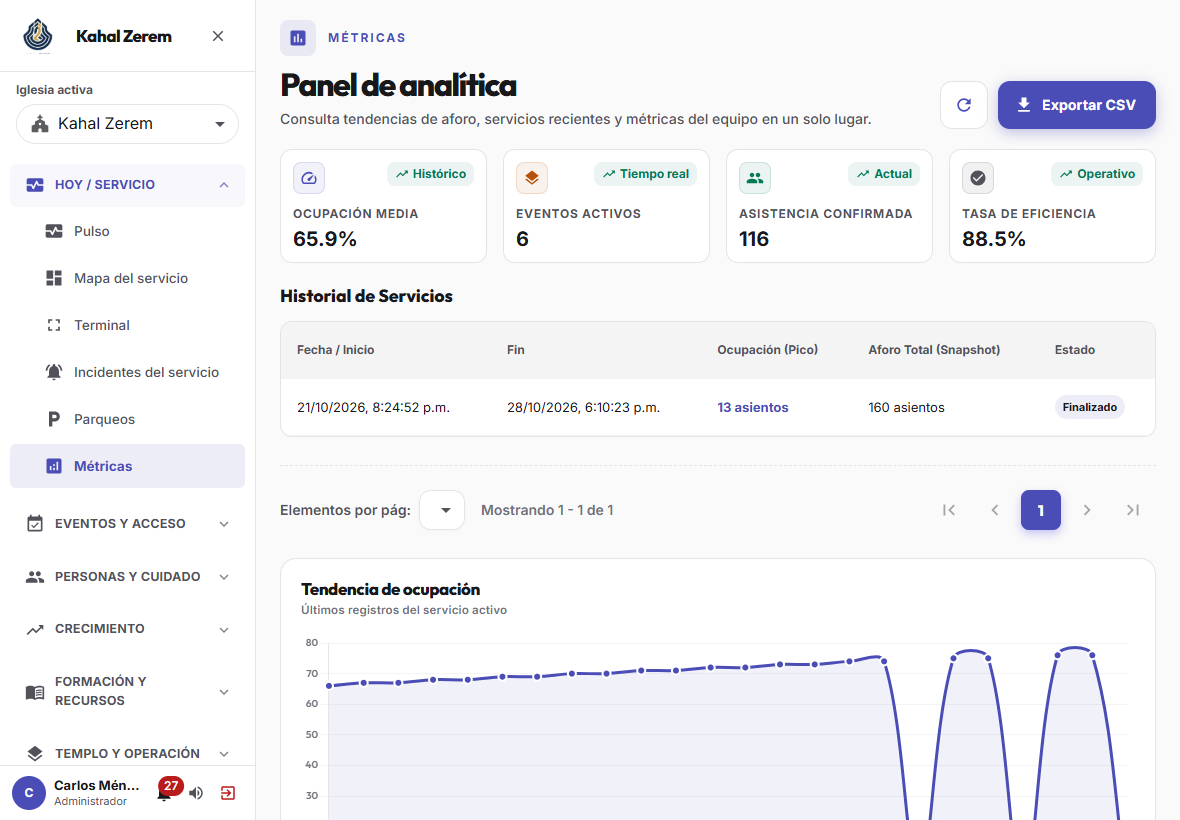 Kahal Zerem
Iglesia activa
Kahal Zerem
HOY / SERVICIO
Pulso
Mapa del servicio
Terminal
Incidentes del servicio
Parqueos
Métricas
EVENTOS Y ACCESO
PERSONAS Y CUIDADO
CRECIMIENTO
FORMACIÓN Y
RECURSOS
TEMPLO Y OPERACIÓN
C
Carlos Mén...
Administrador
27
MÉTRICAS
Panel de analítica
Consulta tendencias de aforo, servicios recientes y métricas del equipo en un solo lugar.
Exportar CSV
Histórico
OCUPACIÓN MEDIA
65.9%
Tiempo real
EVENTOS ACTIVOS
6
Actual
ASISTENCIA CONFIRMADA
116
Operativo
TASA DE EFICIENCIA
88.5%
Historial de Servicios
Fecha / Inicio Fin Ocupación (Pico) Aforo Total (Snapshot) Estado
21/10/2026, 8:24:52 p.m. 28/10/2026, 6:10:23 p.m. 13 asientos 160 asientos Finalizado
Elementos por pág: Mostrando 1 - 1 de 1 1
Tendencia de ocupación
Últimos registros del servicio activo
80
70
60
50
40
30